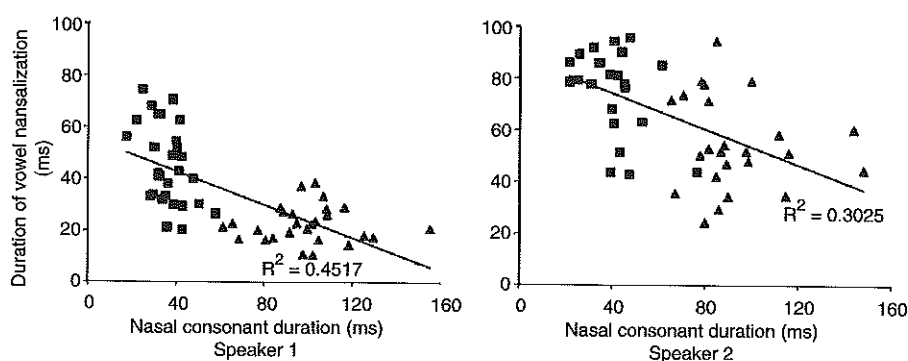 Duration of vowel nansalization
(ms)
100
80
60
40
20
0
R² = 0.4517
0
40
80
120
160
Nasal consonant duration (ms)
Speaker 1
100
80
60
40
20
0
R² = 0.3025
0
40
80
120
160
Nasal consonant duration (ms)
Speaker 2